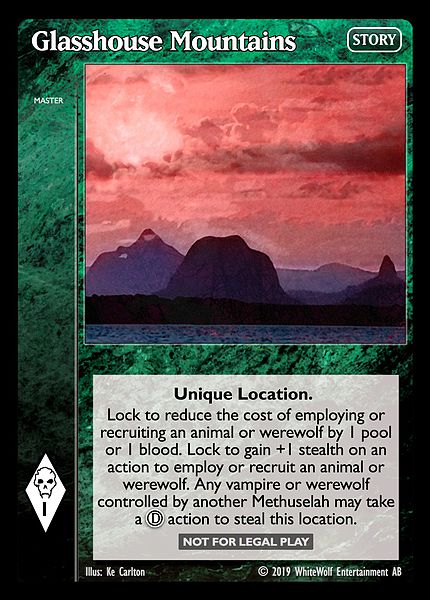 Glasshouse Mountains
STORY
MASTER
Unique Location.
Lock to reduce the cost of employing or
recruiting an animal or werewolf by 1 pool
or 1 blood. Lock to gain +1 stealth on an
action to employ or recruit an animal or
werewolf. Any vampire or werewolf
controlled by another Methuselah may take
a Ⓓ action to steal this location.
NOT FOR LEGAL PLAY
1
Illus: Ke Carlton
© 2019 WhiteWolf Entertainment AB